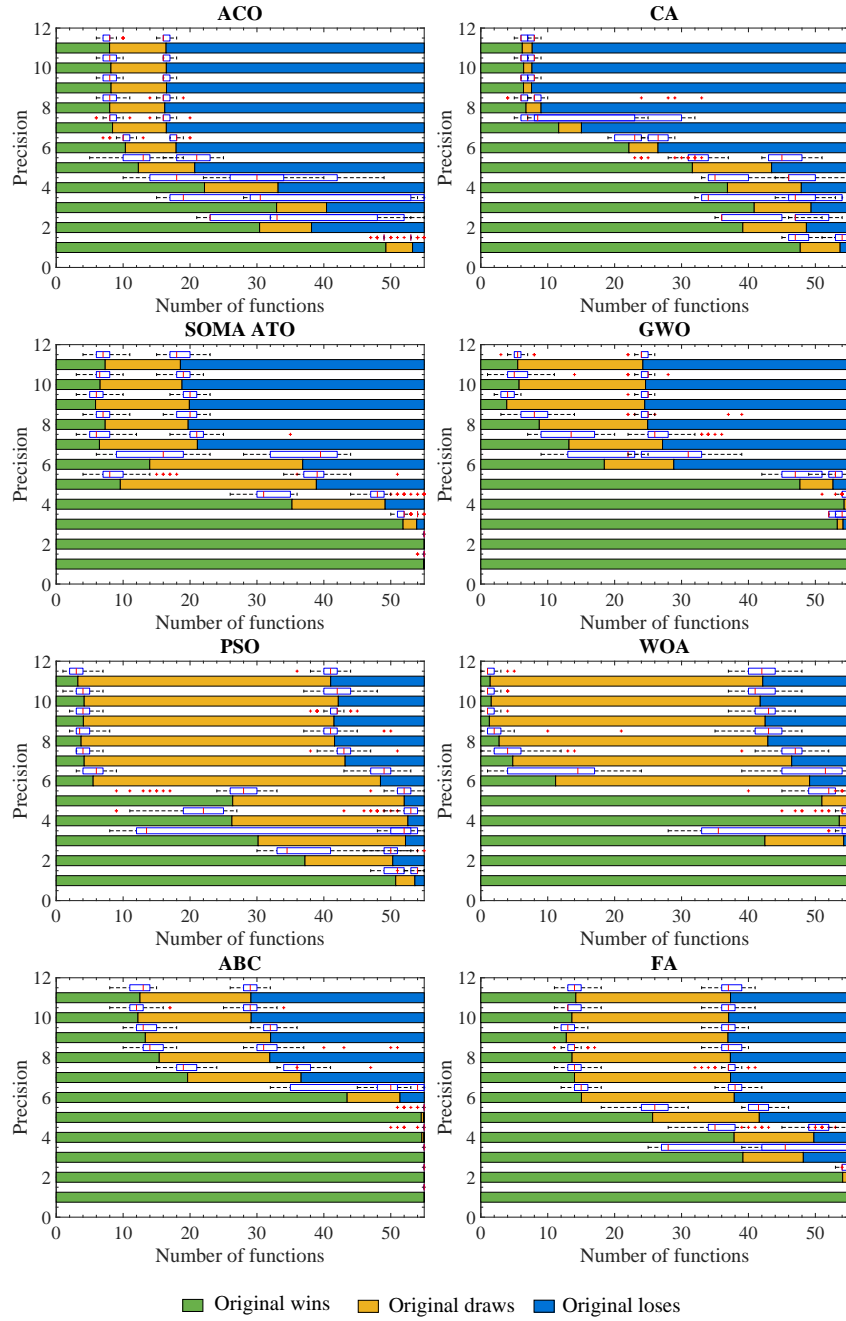 ACO CA
12 12
10 10
8 8
6 6
4 4
2 2
0 0
Precision Precision
0 10 20 30 40 50 0 10 20 30 40 50
Number of functions Number of functions
SOMA ATO GWO
12 12
10 10
8 8
6 6
4 4
2 2
0 0
Precision Precision
0 10 20 30 40 50 0 10 20 30 40 50
Number of functions Number of functions
PSO WOA
12 12
10 10
8 8
6 6
4 4
2 2
0 0
Precision Precision
0 10 20 30 40 50 0 10 20 30 40 50
Number of functions Number of functions
ABC FA
12 12
10 10
8 8
6 6
4 4
2 2
0 0
Precision Precision
0 10 20 30 40 50 0 10 20 30 40 50
Number of functions Number of functions
Original wins Original draws Original loses